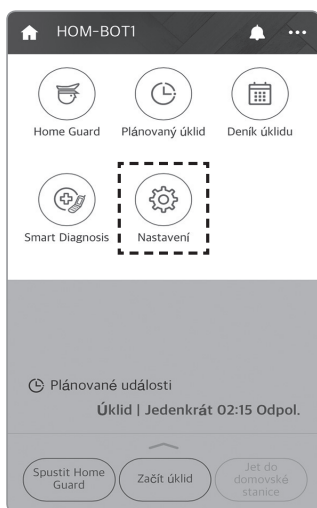 HOM-BOT1
Home Guard
Plánovaný úklid
Deník úklidu
Smart Diagnosis
Nastavení
Plánované události
Úklid | Jedenkrát 02:15 Odpol.
Spustit Home
Guard
Začít úklid
Jet do
domovské
stanice